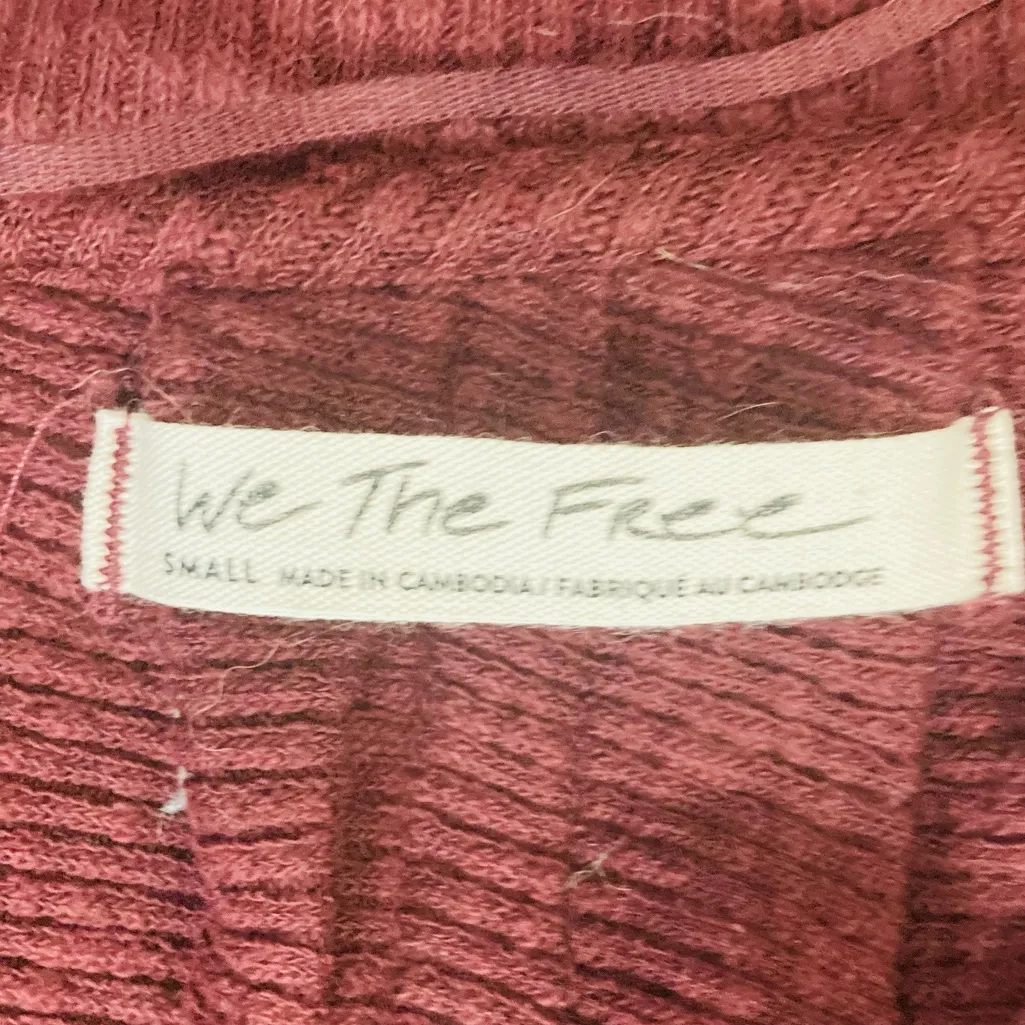 We The Free
SMALL MADE IN CAMBODIA / FABRIQUÉ AU CAMBODGE